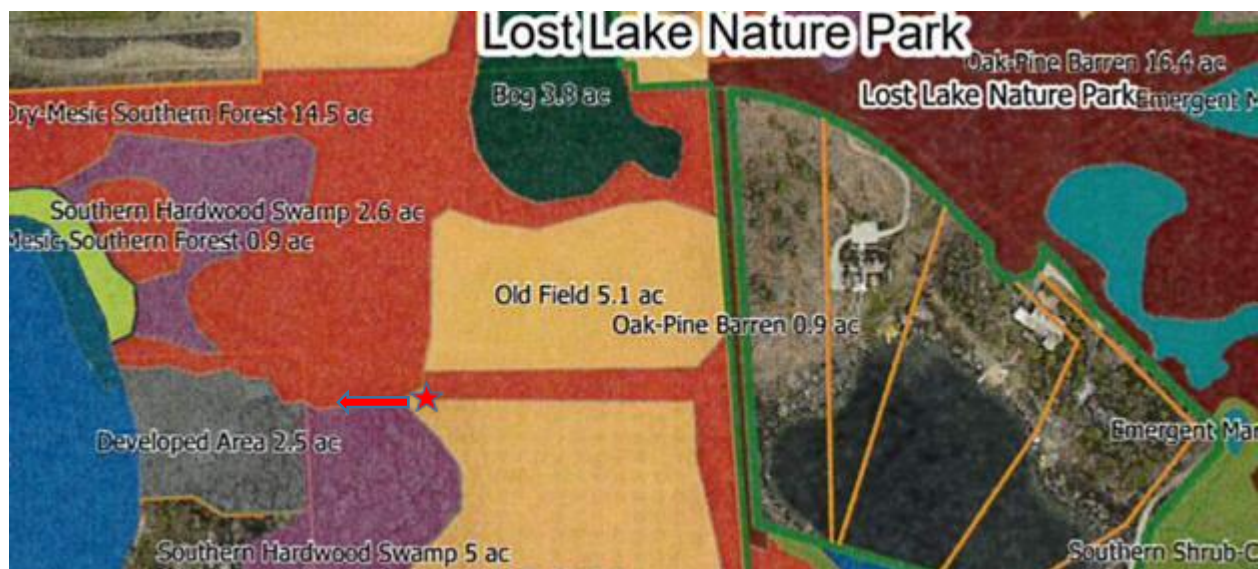 Lost Lake Nature Park
Oak-Pine Barren 16.4 ac
Bog 3.8 ac
Lost Lake Nature Park
Emergent M
Dry-Mesic Southern Forest 14.5 ac
Southern Hardwood Swamp 2.6 ac
Mesic Southern Forest 0.9 ac
Old Field 5.1 ac
Oak-Pine Barren 0.9 ac
Developed Area 2.5 ac
Emergent Mar
Southern Hardwood Swamp 5 ac
Southern Shrub-C